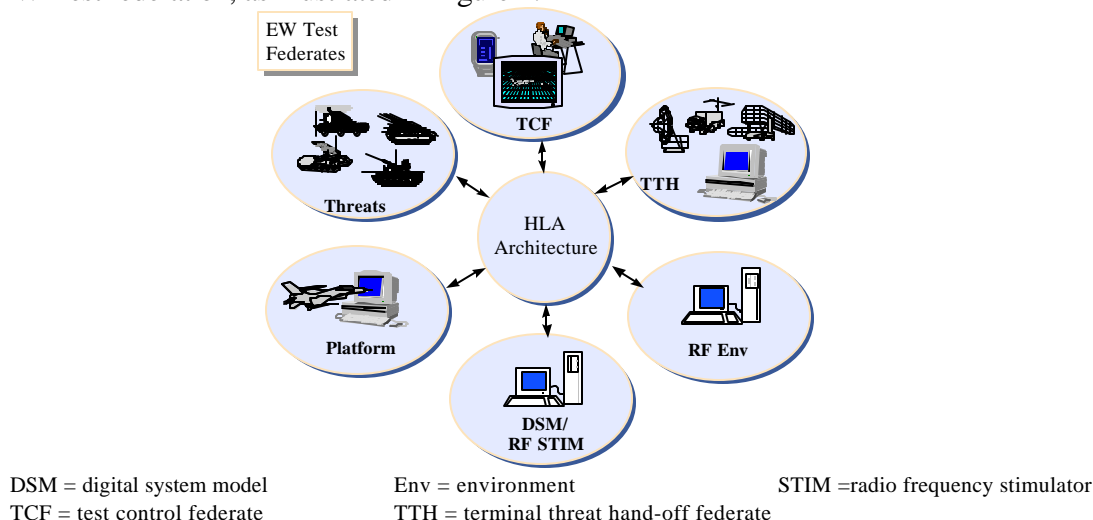 EW Test
Federates
TCF
Threats
TTH
HLA
Architecture
Platform
RF Env
DSM/
RF STIM
DSM = digital system model Env = environment STIM =radio frequency stimulator
TCF = test control federate TTH = terminal threat hand-off federate